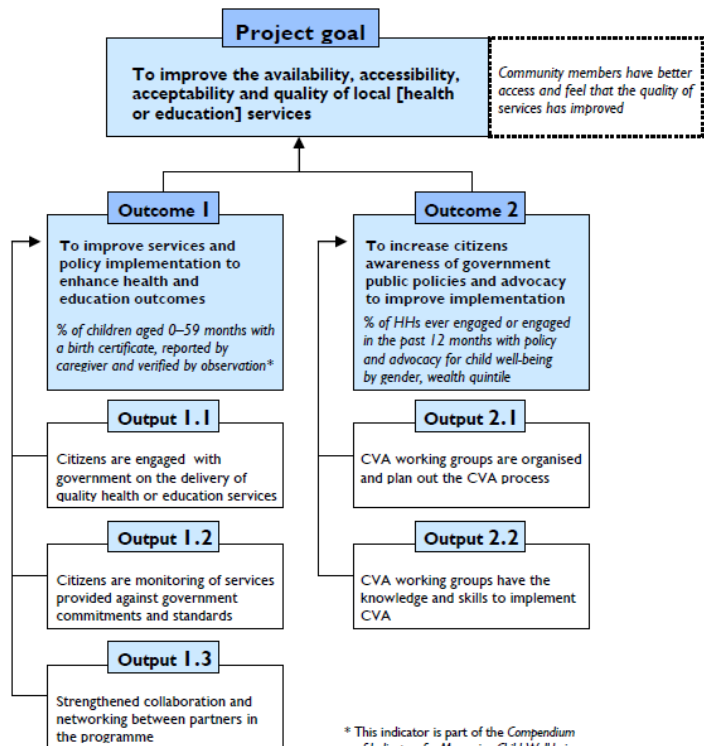 Project goal
To improve the availability, accessibility,
acceptability and quality of local [health
or education] services
Community members have better
access and feel that the quality of
services has improved
Outcome 1
To improve services and
policy implementation to
enhance health and
education outcomes
% of children aged 0–59 months with
a birth certificate, reported by
caregiver and verified by observation*
Outcome 2
To increase citizens
awareness of government
public policies and advocacy
to improve implementation
% of HHs ever engaged or engaged
in the past 12 months with policy
and advocacy for child well-being
by gender, wealth quintile
Output 1.1
Citizens are engaged with
government on the delivery of
quality health or education services
Output 2.1
CVA working groups are organised
and plan out the CVA process
Output 1.2
Citizens are monitoring of services
provided against government
commitments and standards
Output 2.2
CVA working groups have the
knowledge and skills to implement
CVA
Output 1.3
Strengthened collaboration and
networking between partners in
the programme
* This indicator is part of the Compendium